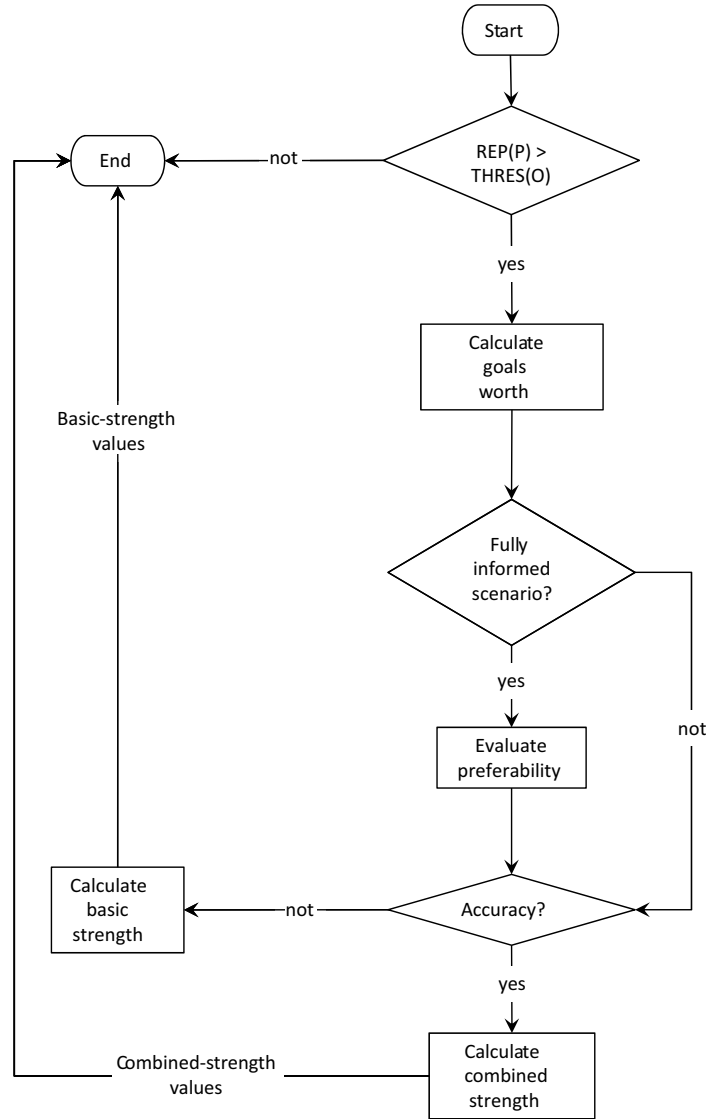 Start
REP(P) >
THRES(O)
not
End
yes
Calculate
goals
worth
Basic-strength
values
Fully
informed
scenario?
yes
not
Evaluate
preferability
Calculate
basic
strength
not
Accuracy?
yes
Combined-strength
values
Calculate
combined
strength